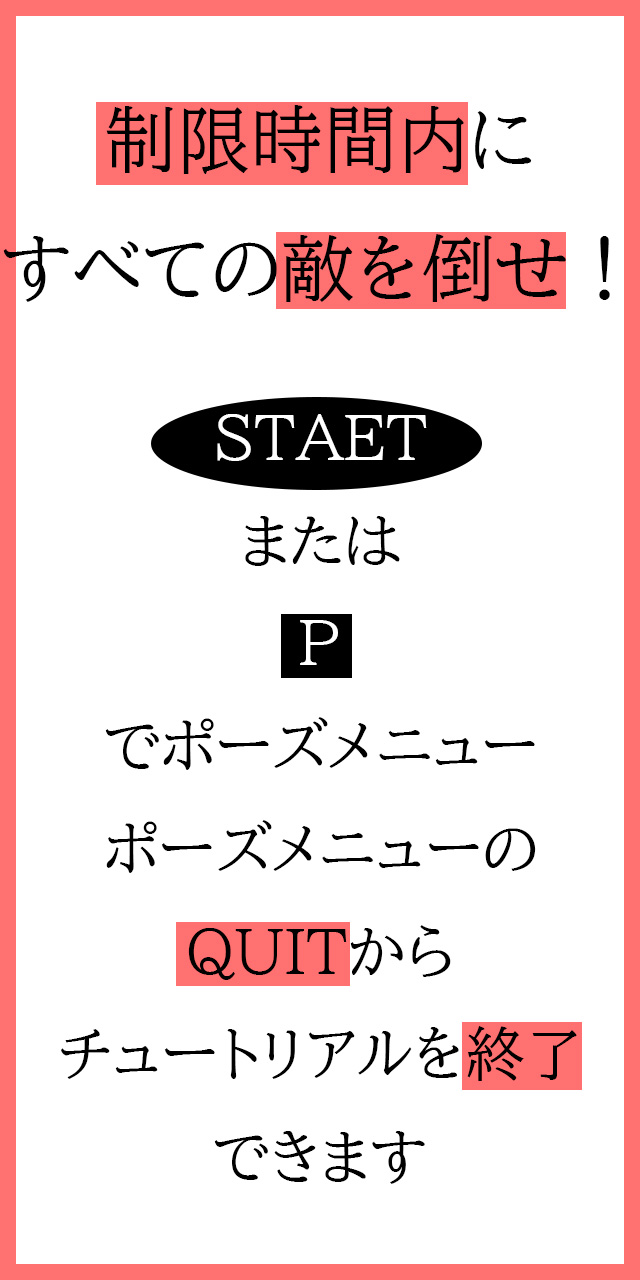 制限時間内に
すべての敵を倒せ！
STAET
または
P
でポーズメニュー
ポーズメニューの
QUITから
チュートリアルを終了
できます